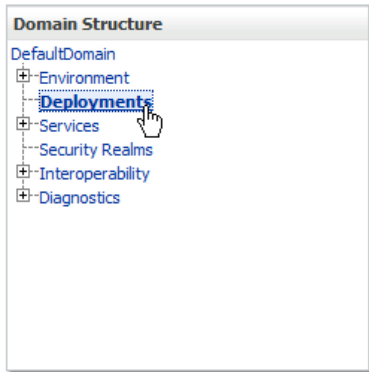 Domain Structure
DefaultDomain
Environment
Deployments
Services
Security Realms
Interoperability
Diagnostics